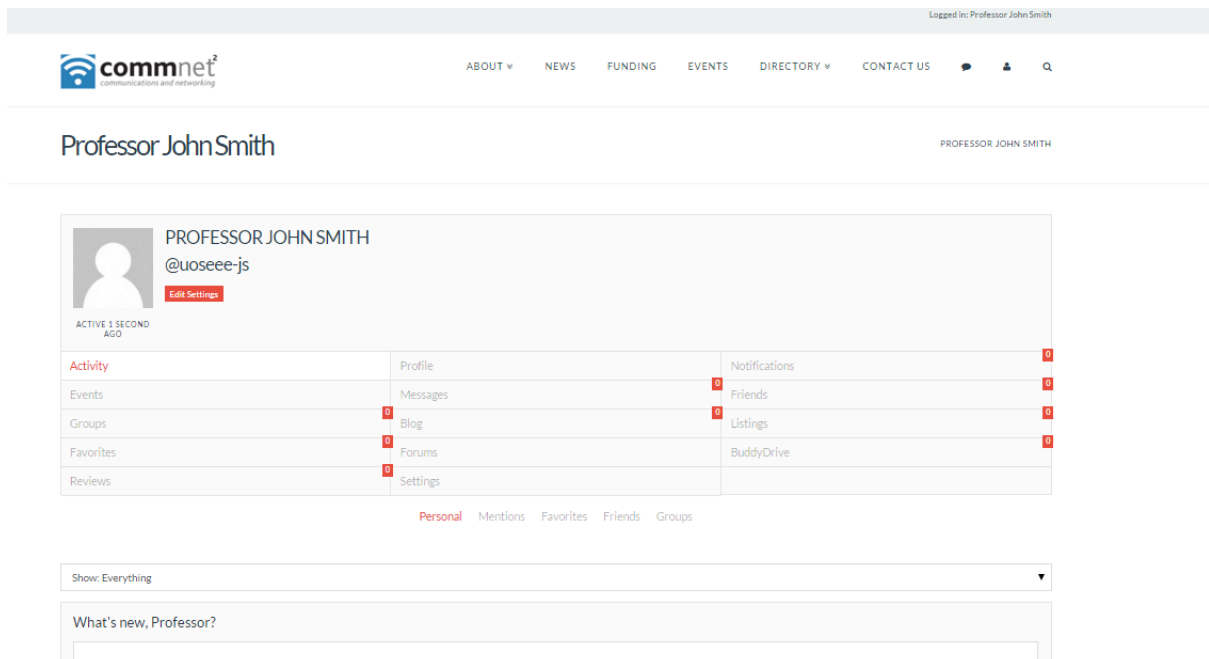 Logged in: Professor John Smith
commnet²
communications and networking
ABOUT NEWS FUNDING EVENTS DIRECTORY CONTACT US
Professor John Smith
PROFESSOR JOHN SMITH
PROFESSOR JOHN SMITH
@uoseee-js
Edit Settings
ACTIVE 1 SECOND
AGO
Activity Profile Notifications 0
Events Messages 0 Friends 0
Groups 0 Blog 0 Listings 0
Favorites 0 Forums BuddyDrive 0
Reviews 0 Settings
Personal Mentions Favorites Friends Groups
Show: Everything
What's new, Professor?